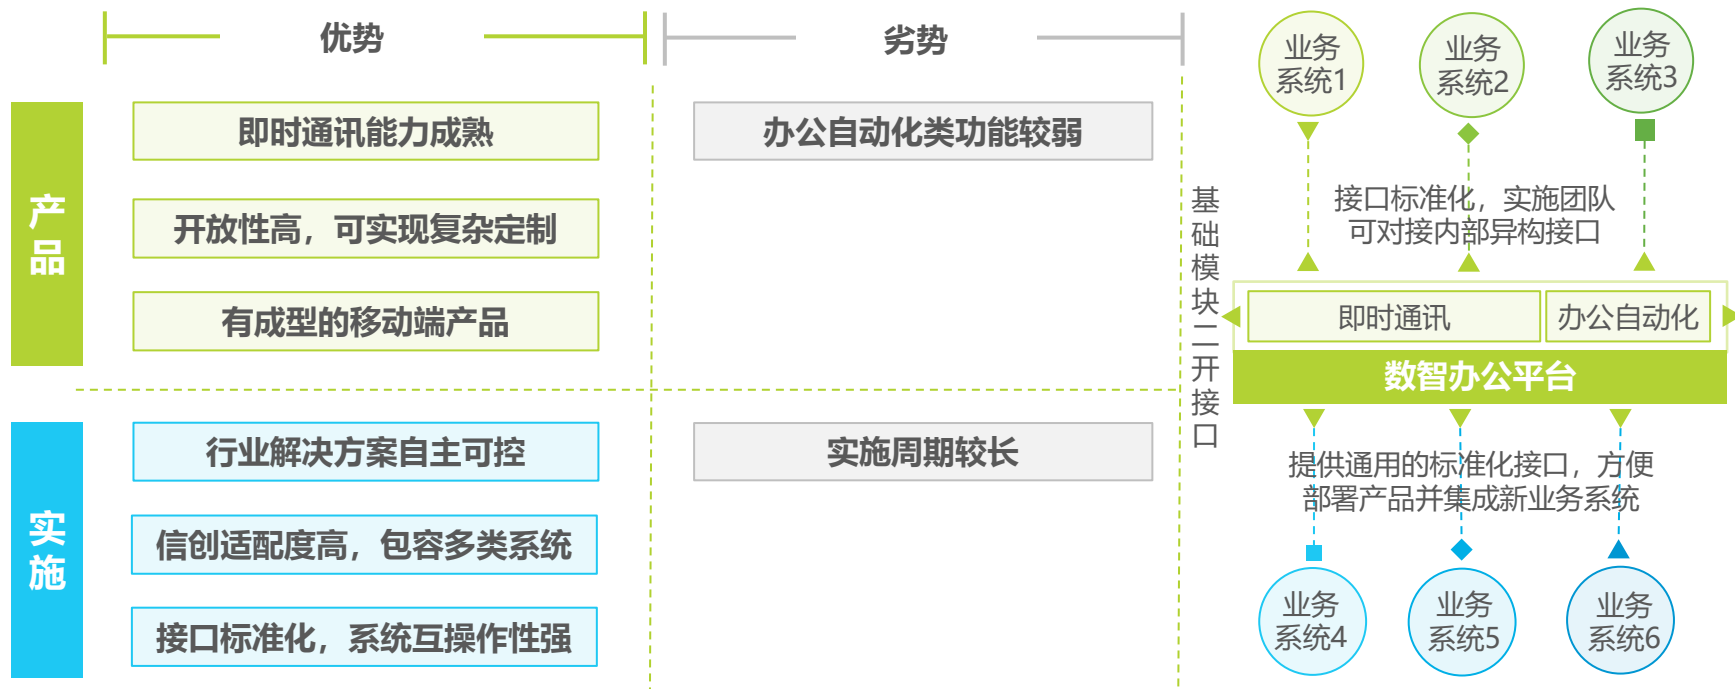 优势
劣势
产品
即时通讯能力成熟
开放性高，可实现复杂定制
有成型的移动端产品
办公自动化类功能较弱
实施
行业解决方案自主可控
信创适配度高，包容多类系统
接口标准化，系统互操作性强
实施周期较长
基础模块二开接口
业务
系统1
业务
系统2
业务
系统3
接口标准化，实施团队
可对接内部异构接口
即时通讯
办公自动化
数智办公平台
提供通用的标准化接口，方便
部署产品并集成新业务系统
业务
系统4
业务
系统5
业务
系统6